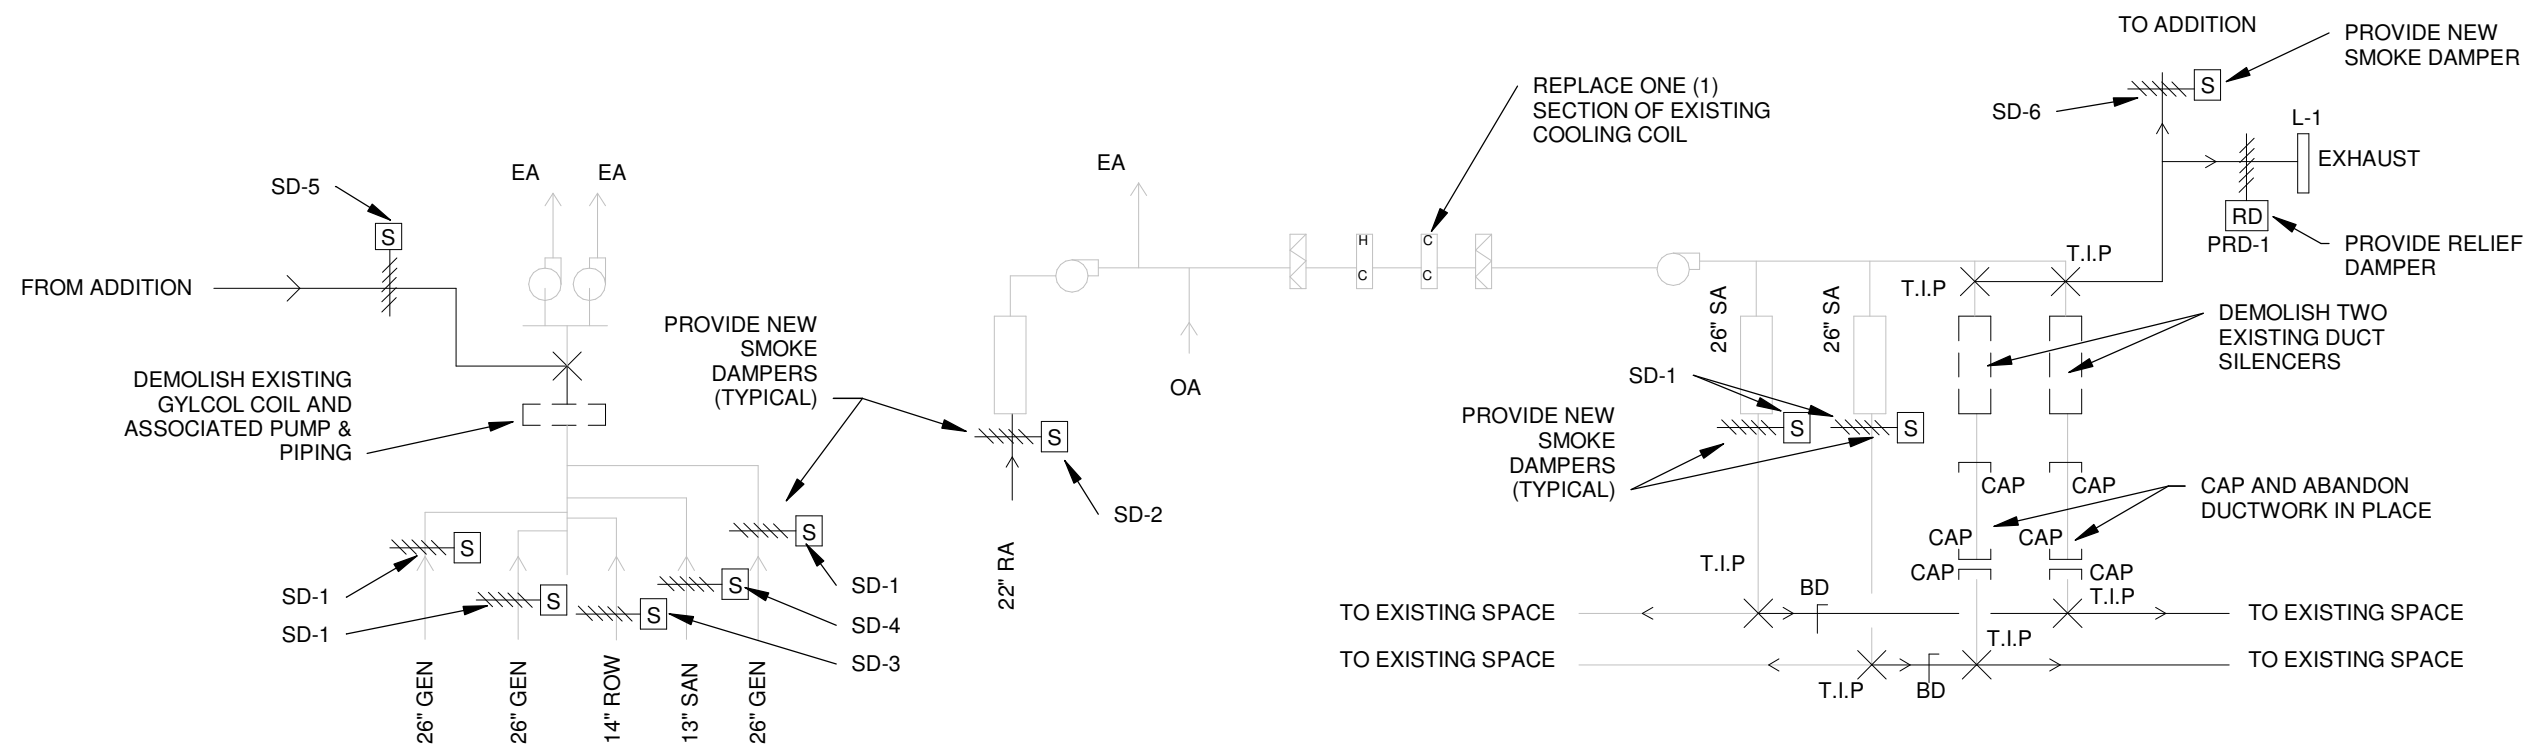 TO ADDITION
PROVIDE NEW
SMOKE DAMPER
S
SD-6
L-1
EXHAUST
RD
PRD-1
PROVIDE RELIEF
DAMPER
REPLACE ONE (1)
SECTION OF EXISTING
COOLING COIL
EA
EA
EA
SD-5
S
FROM ADDITION
H
C
C
C
OA
T.I.P
T.I.P
26" SA
26" SA
DEMOLISH TWO
EXISTING DUCT
SILENCERS
PROVIDE NEW
SMOKE
DAMPERS
(TYPICAL)
DEMOLISH EXISTING
GYLCOL COIL AND
ASSOCIATED PUMP &
PIPING
S
SD-2
22" RA
SD-1
PROVIDE NEW
SMOKE
DAMPERS
(TYPICAL)
S
S
CAP
CAP
CAP AND ABANDON
DUCTWORK IN PLACE
CAP
CAP
CAP
CAP
T.I.P
T.I.P
S
S
S
S
S
SD-1
SD-1
SD-1
SD-4
SD-3
26" GEN
26" GEN
14" ROW
13" SAN
26" GEN
BD
TO EXISTING SPACE
TO EXISTING SPACE
T.I.P
TO EXISTING SPACE
TO EXISTING SPACE
T.I.P
BD